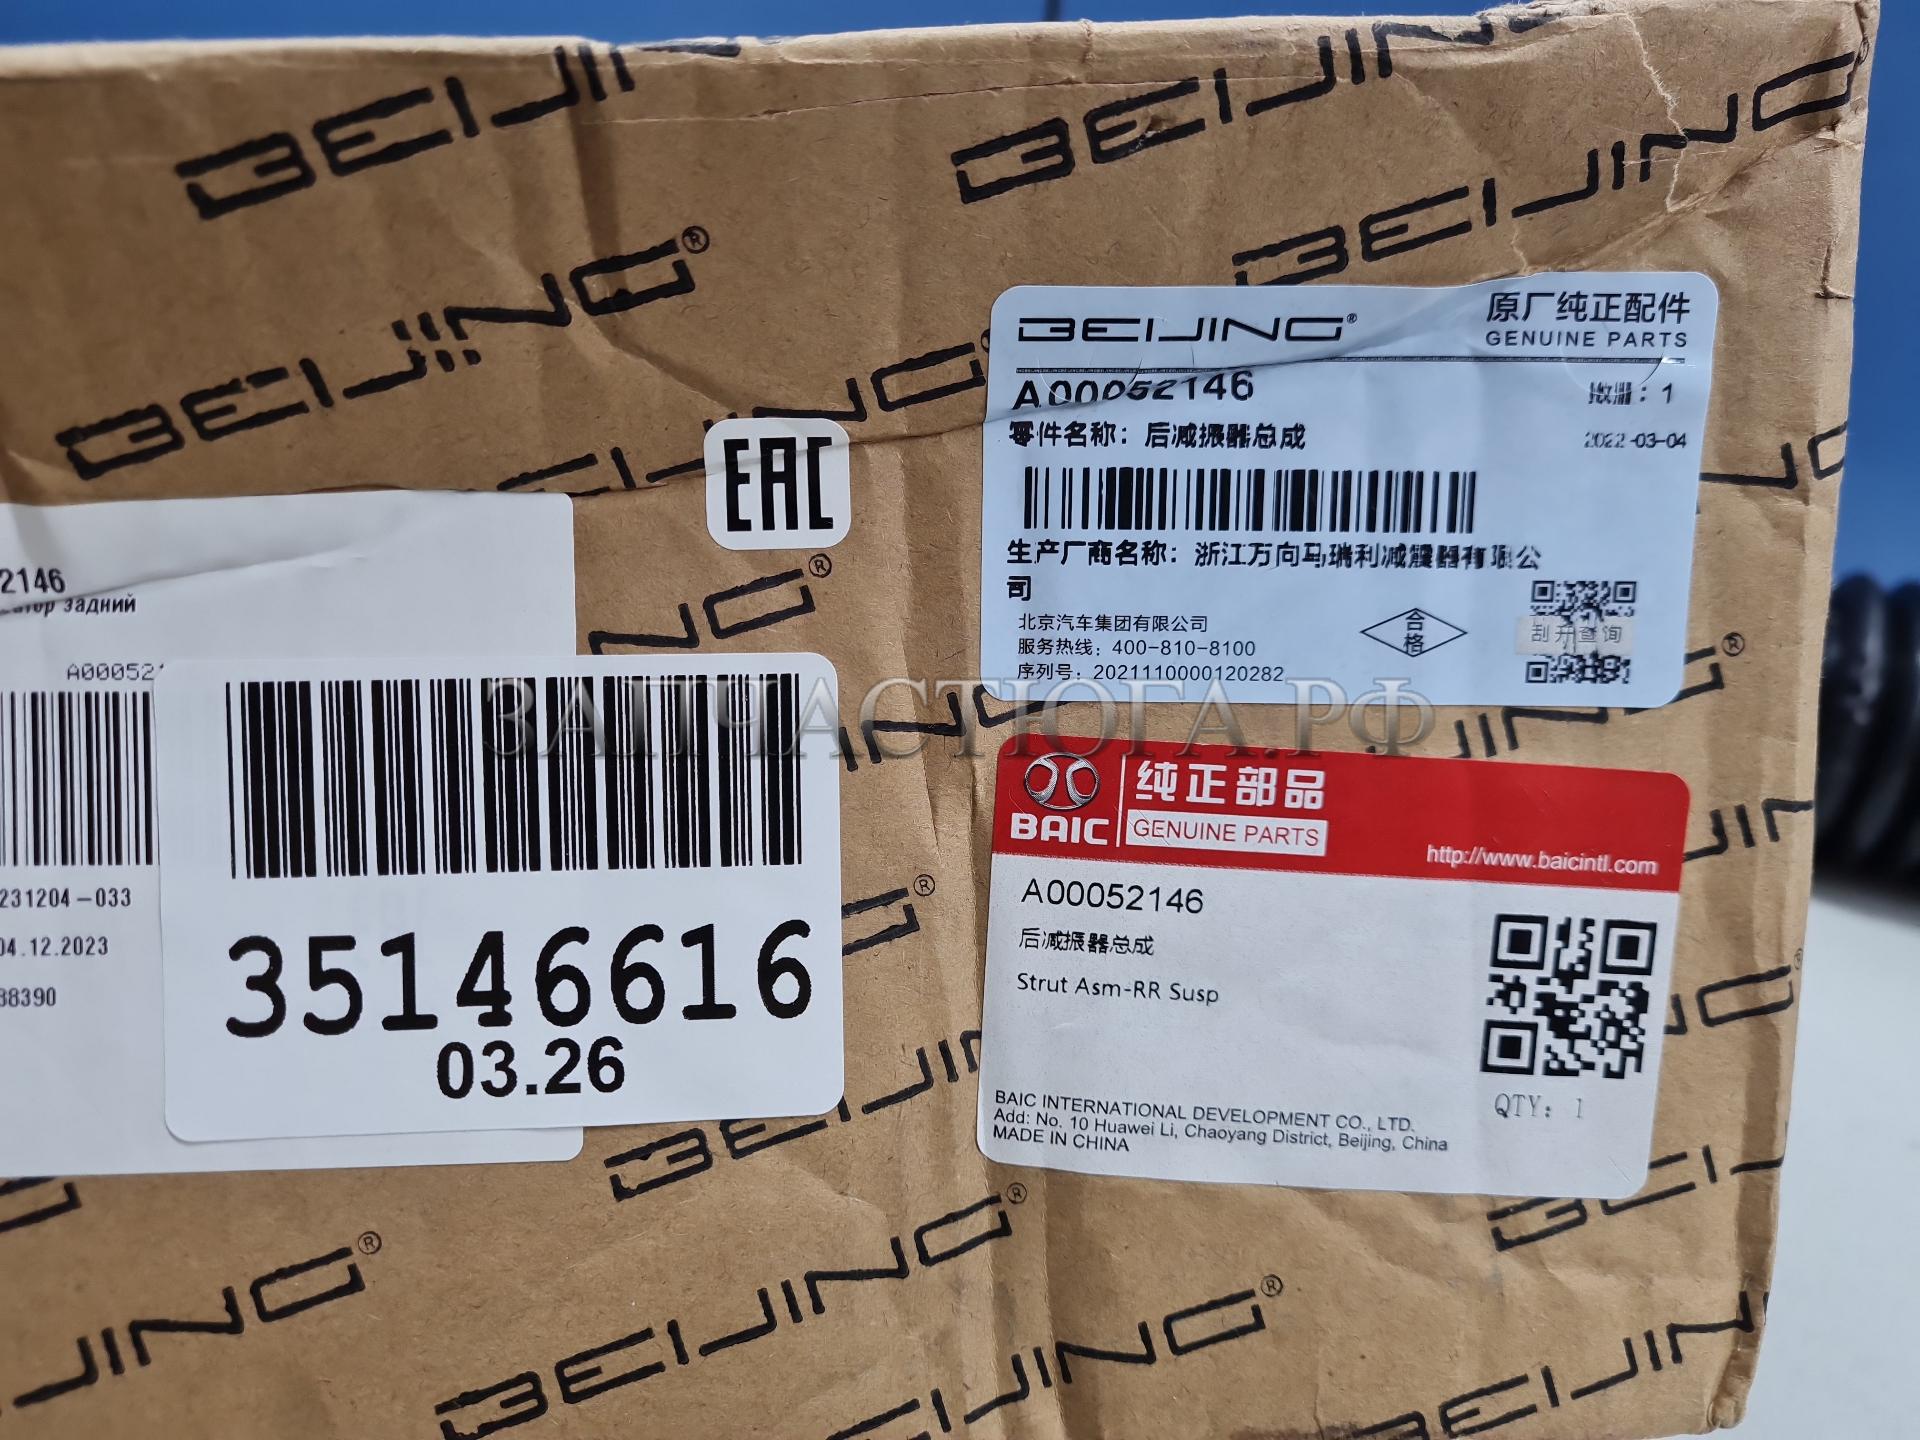 BEIJING
BEIJING
BEIJING
BEIJING®
BEIJING® 原厂纯正配件
GENUINE PARTS
A00052146 数量：1
零件名称：后减振器总成 2022-03-04
生产厂商名称：浙江万向马瑞利减震器有限公
司
北京汽车集团有限公司
服务热线：400-810-8100
序列号：2021110000120282
合格
刮开查询
EAC
2146
задний
A00052
231204-033
04.12.2023
38390
35146616
03.26
ЗАПЧАСТЮГА.РФ
BAIC 纯正部品
GENUINE PARTS
http://www.baicintl.com
A00052146
后减振器总成
Strut Asm-RR Susp
QTY: 1
BAIC INTERNATIONAL DEVELOPMENT CO., LTD.
Add: No. 10 Huawei Li, Chaoyang District, Beijing, China
MADE IN CHINA
BEIJING®
BEIJING®